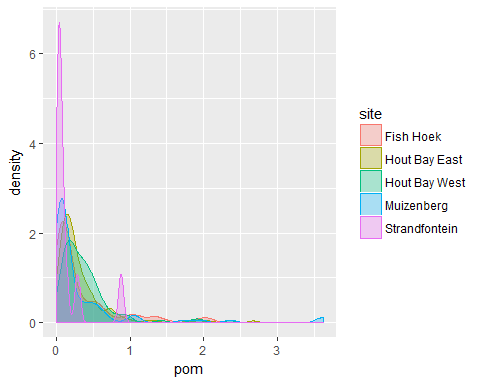 6
4
2
0
density
0
1
2
3
pom
site
Fish Hoek
Hout Bay East
Hout Bay West
Muizenberg
Strandfontein